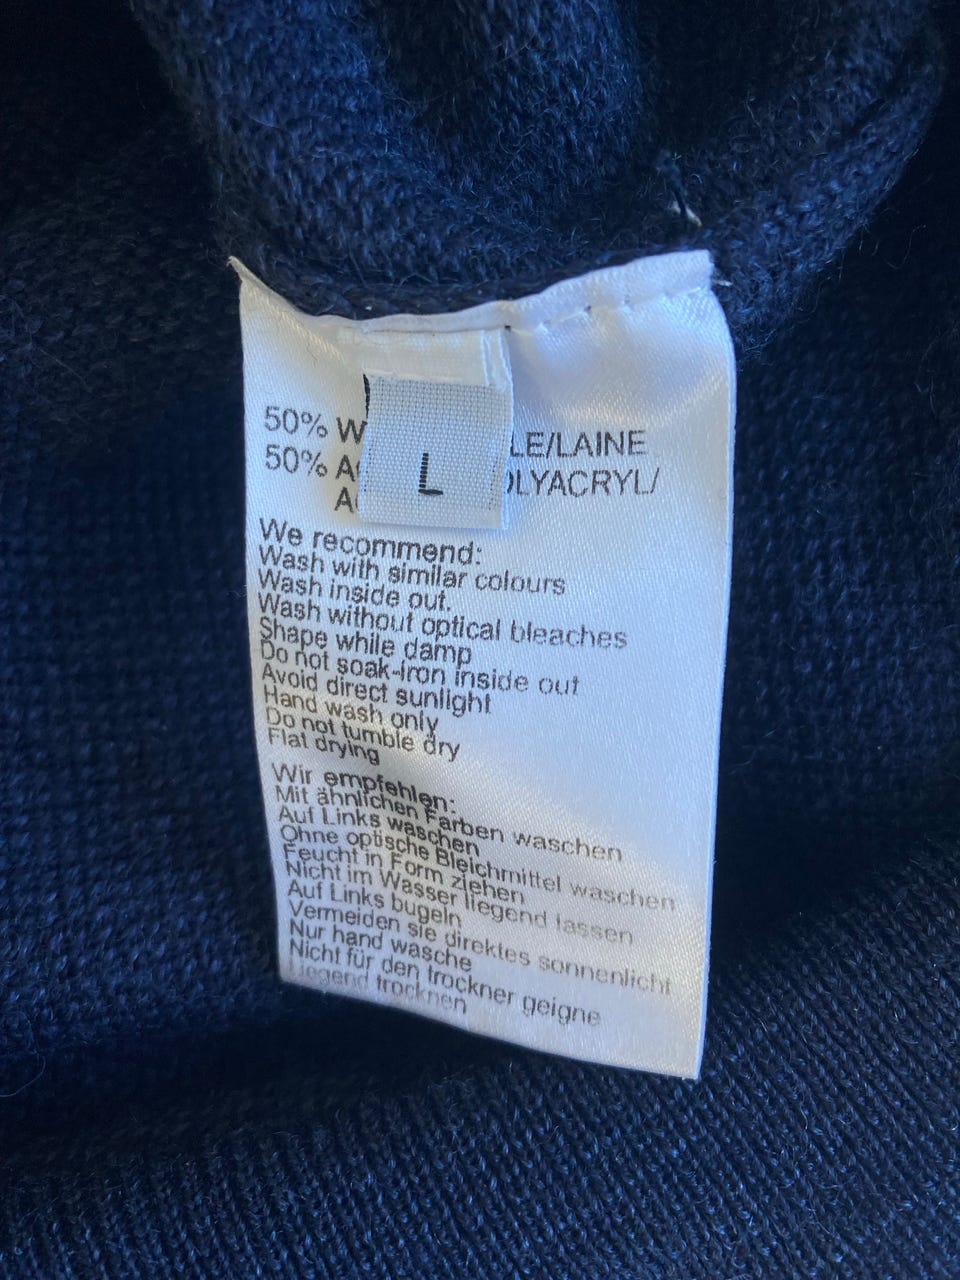 50% W LE/LAINE
50% A OLYACRYL/
A
L
We recommend:
Wash with similar colours
Wash inside out.
Wash without optical bleaches
Shape while damp
Do not soak-iron inside out
Avoid direct sunlight
Hand wash only
Do not tumble dry
Flat drying
Wir empfehlen:
Mit ähnlichen Farben waschen
Auf Links waschen
Ohne optische Bleichmittel waschen
Feucht in Form ziehen
Nicht im Wasser liegend lassen
Auf Links bugeln
Vermeiden sie direktes sonnenlicht
Nur hand wasche
Nicht für den trockner geigne
Liegend trocknen